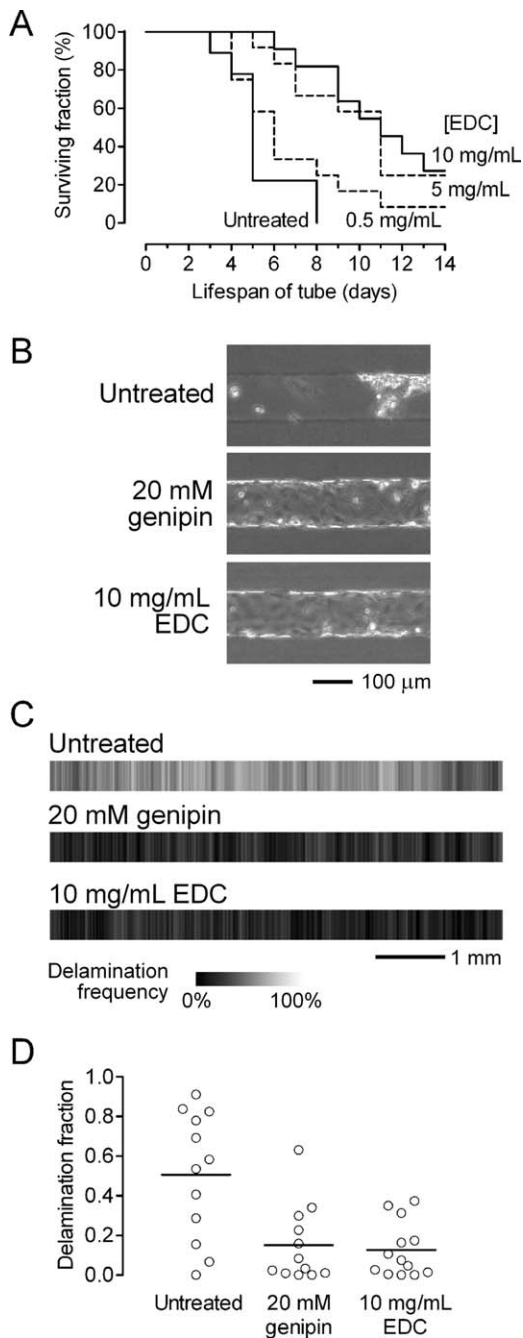 A
Surviving fraction (%)
100
80
60
40
20
0
[EDC]
10 mg/mL
5 mg/mL
0.5 mg/mL
Untreated
0 2 4 6 8 10 12 14
Lifespan of tube (days)
B
Untreated
20 mM
genipin
10 mg/mL
EDC
100 μm
C
Untreated
20 mM genipin
10 mg/mL EDC
1 mm
Delamination
frequency
0% 100%
D
Delamination fraction
1.0
0.8
0.6
0.4
0.2
0.0
Untreated
20 mM
genipin
10 mg/mL
EDC